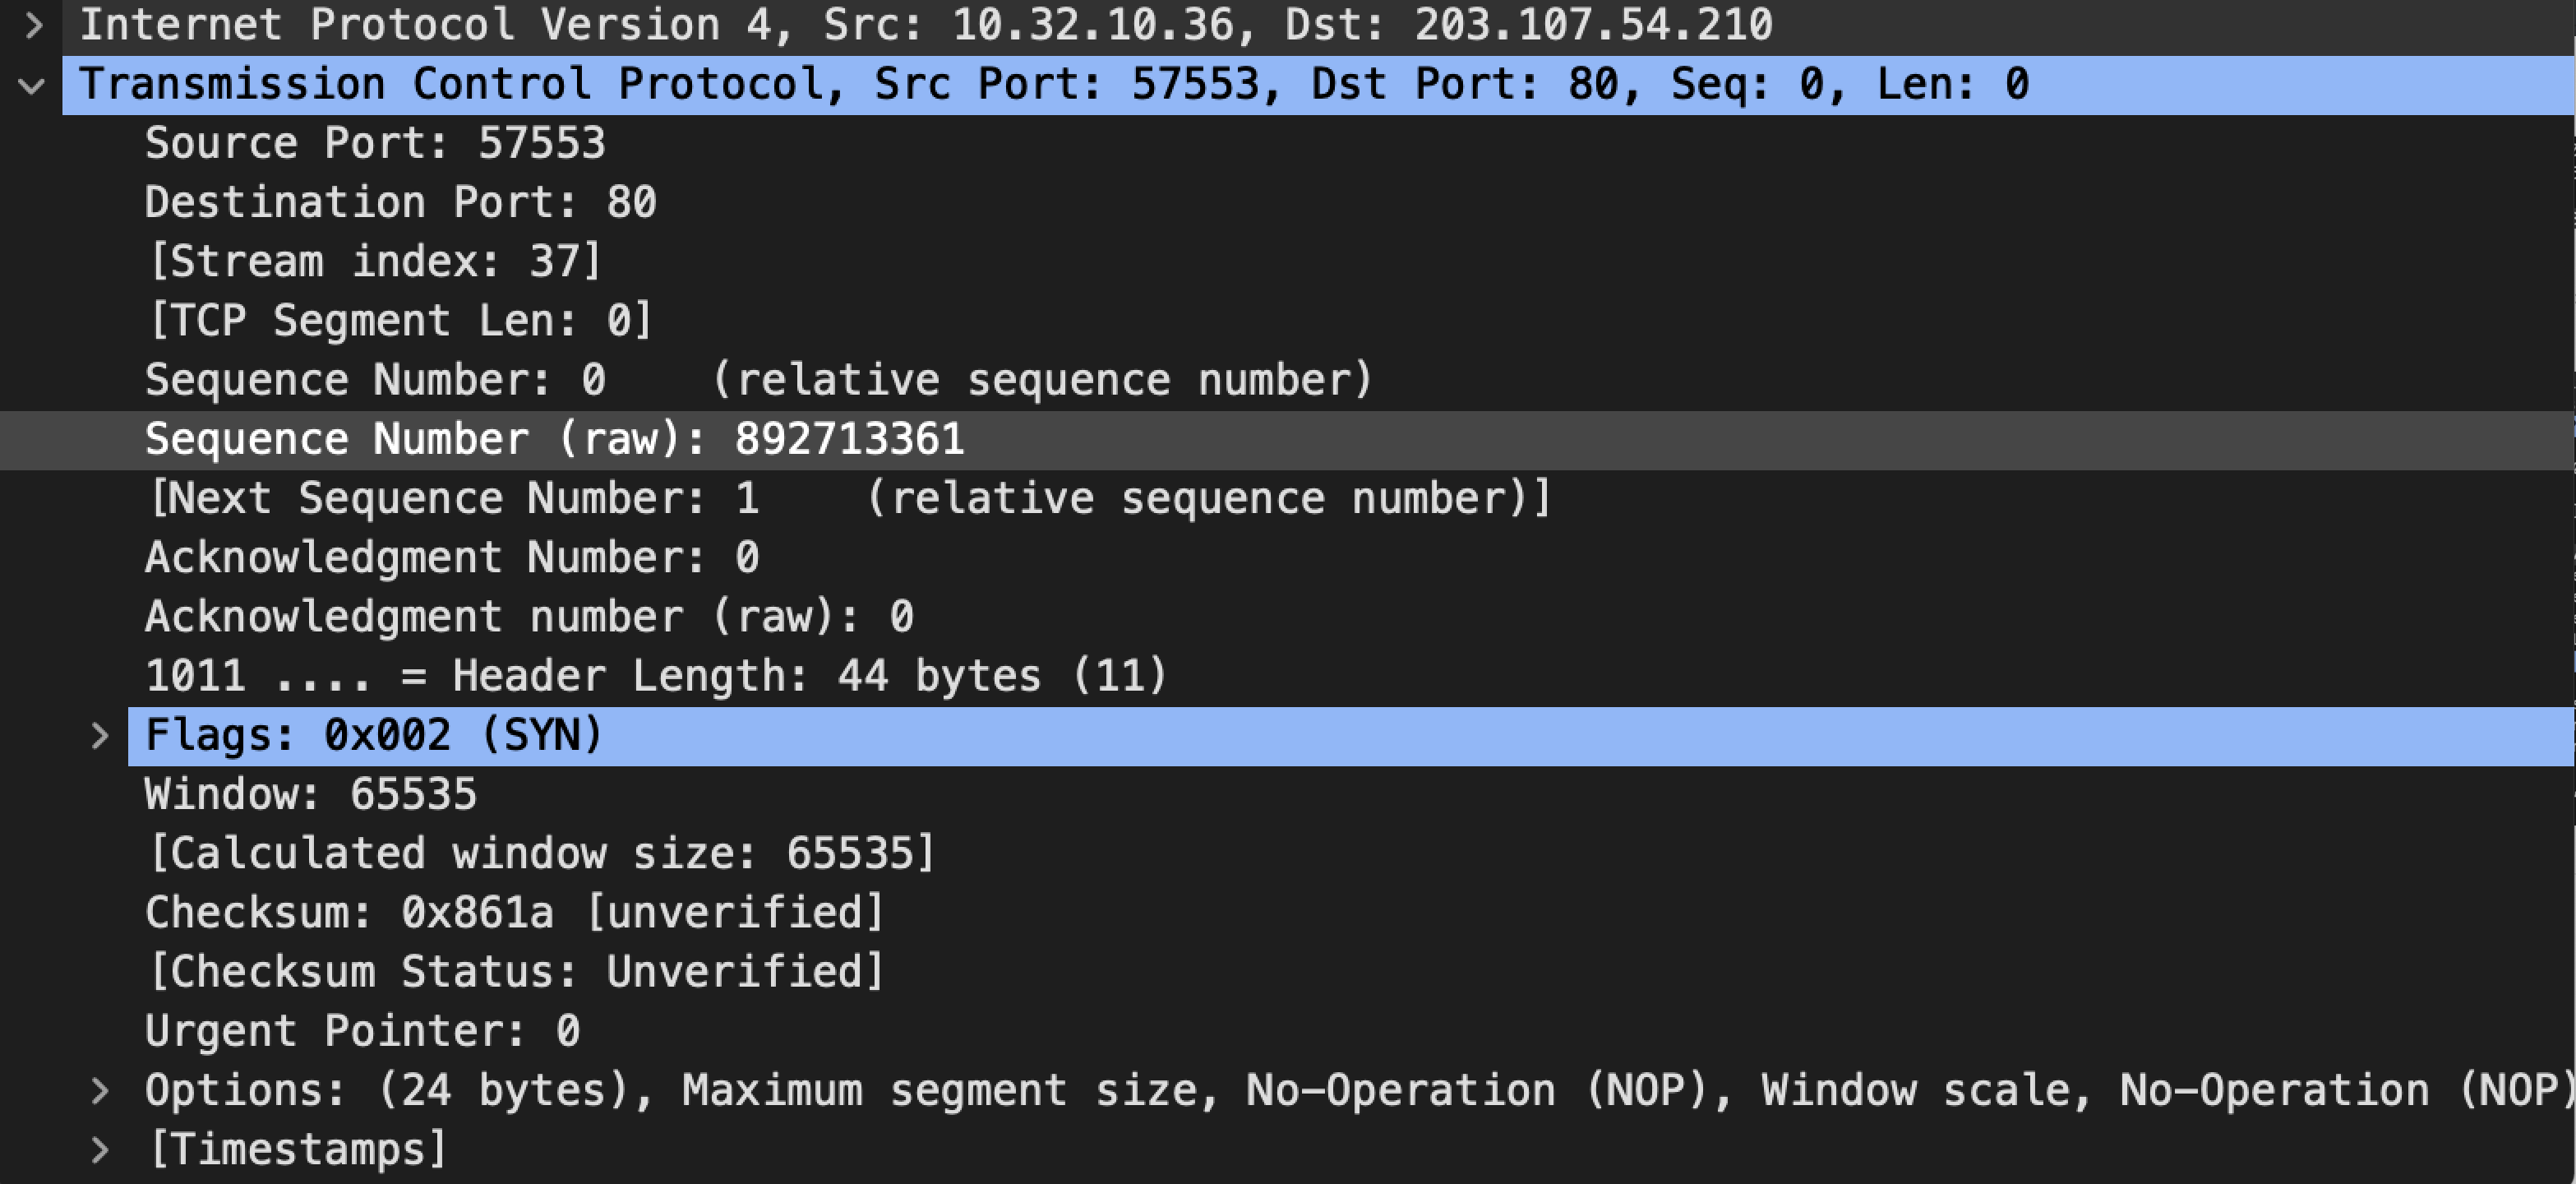 Internet Protocol Version 4, Src: 10.32.10.36, Dst: 203.107.54.210
Transmission Control Protocol, Src Port: 57553, Dst Port: 80, Seq: 0, Len: 0
Source Port: 57553
Destination Port: 80
[Stream index: 37]
[TCP Segment Len: 0]
Sequence Number: 0    (relative sequence number)
Sequence Number (raw): 892713361
[Next Sequence Number: 1    (relative sequence number)]
Acknowledgment Number: 0
Acknowledgment number (raw): 0
1011 .... = Header Length: 44 bytes (11)
Flags: 0x002 (SYN)
Window: 65535
[Calculated window size: 65535]
Checksum: 0x861a [unverified]
[Checksum Status: Unverified]
Urgent Pointer: 0
Options: (24 bytes), Maximum segment size, No-Operation (NOP), Window scale, No-Operation (NOP)
[Timestamps]